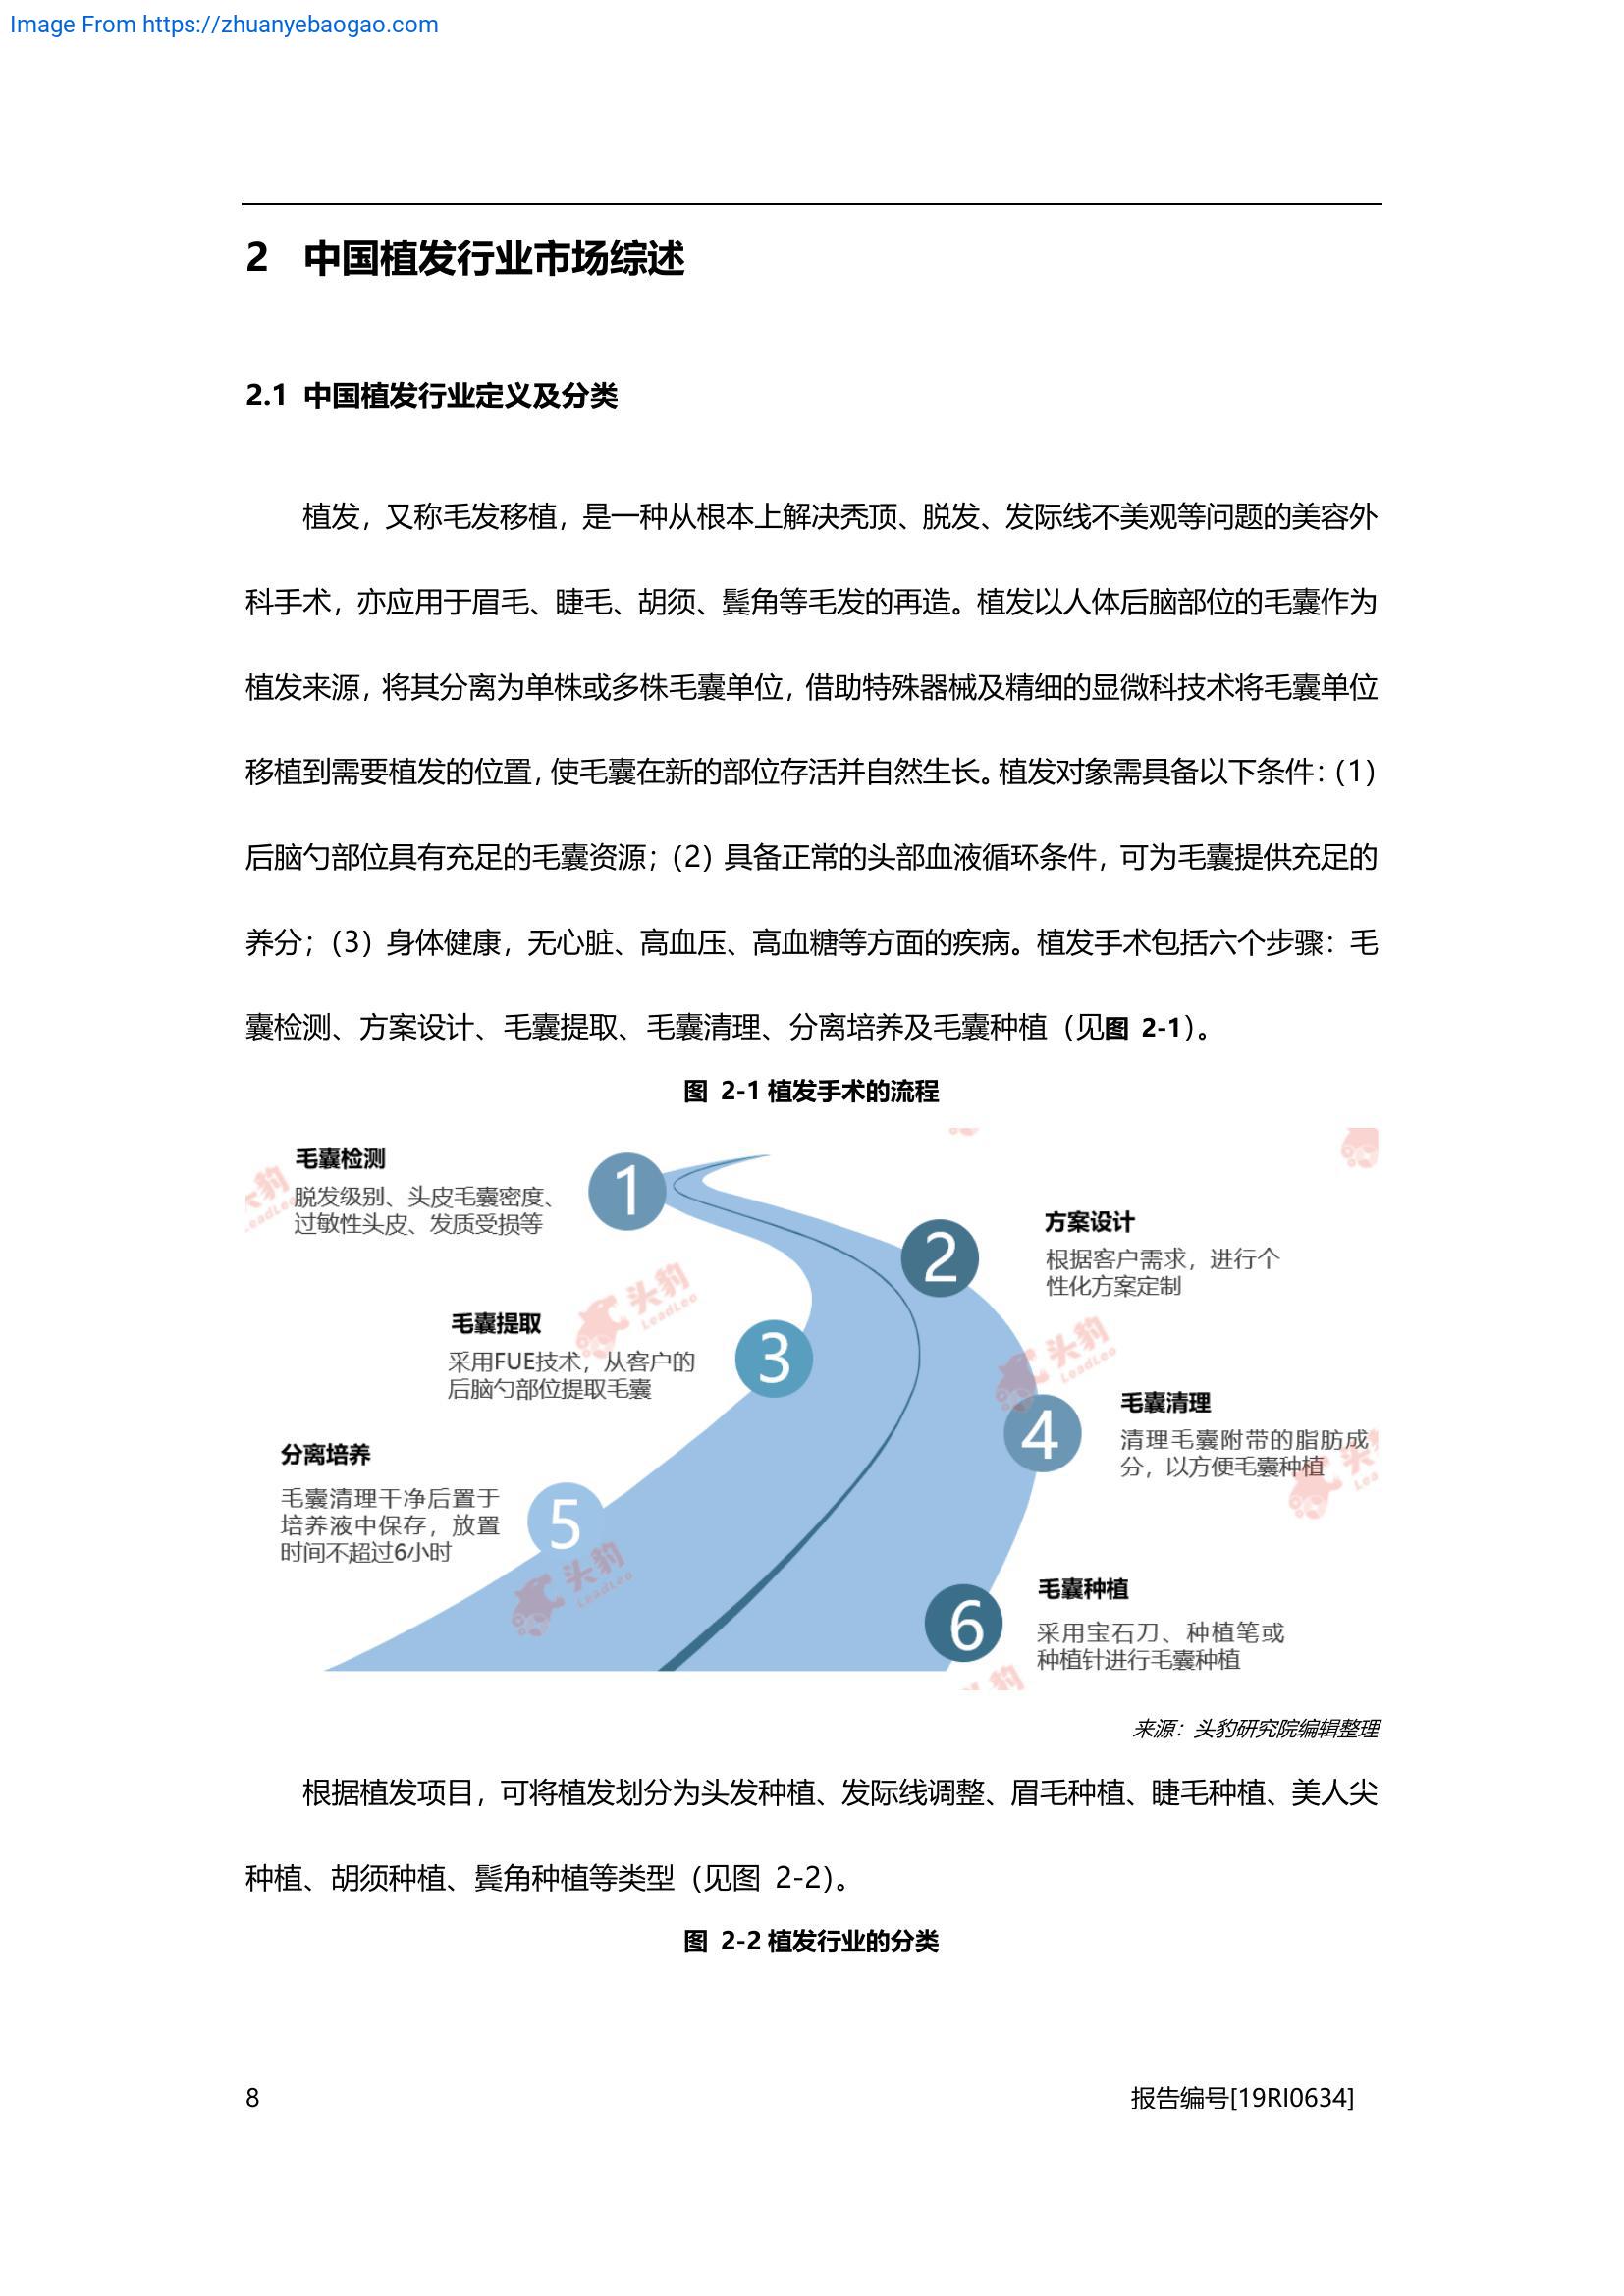 Image From https://zhuanyebaogao.com
2 中国植发行业市场综述
2.1 中国植发行业定义及分类
植发，又称毛发移植，是一种从根本上解决秃顶、脱发、发际线不美观等问题的美容外
科手术，亦应用于眉毛、睫毛、胡须、鬓角等毛发的再造。植发以人体后脑部位的毛囊作为
植发来源，将其分离为单株或多株毛囊单位，借助特殊器械及精细的显微科技术将毛囊单位
移植到需要植发的位置，使毛囊在新的部位存活并自然生长。植发对象需具备以下条件：（1）
后脑勺部位具有充足的毛囊资源；（2）具备正常的头部血液循环条件，可为毛囊提供充足的
养分；（3）身体健康，无心脏、高血压、高血糖等方面的疾病。植发手术包括六个步骤：毛
囊检测、方案设计、毛囊提取、毛囊清理、分离培养及毛囊种植（见图 2-1）。
图 2-1 植发手术的流程
1
毛囊检测
脱发级别、头皮毛囊密度、
过敏性头皮、发质受损等
2
方案设计
根据客户需求，进行个
性化方案定制
3
毛囊提取
采用FUE技术，从客户的
后脑勺部位提取毛囊
4
毛囊清理
清理毛囊附带的脂肪成
分，以方便毛囊种植
5
分离培养
毛囊清理干净后置于
培养液中保存，放置
时间不超过6小时
6
毛囊种植
采用宝石刀、种植笔或
种植针进行毛囊种植
头豹
LeadLeo
头豹
LeadLeo
头豹
LeadLeo
来源：头豹研究院编辑整理
根据植发项目，可将植发划分为头发种植、发际线调整、眉毛种植、睫毛种植、美人尖
种植、胡须种植、鬓角种植等类型（见图 2-2）。
图 2-2 植发行业的分类
8
报告编号[19RI0634]